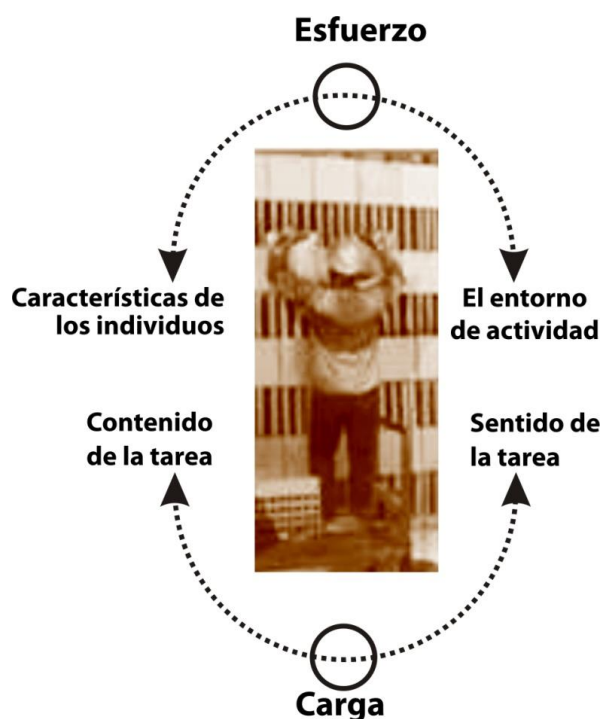 Esfuerzo
Características de
los individuos
El entorno
de actividad
Contenido
de la tarea
Sentido de
la tarea
Carga